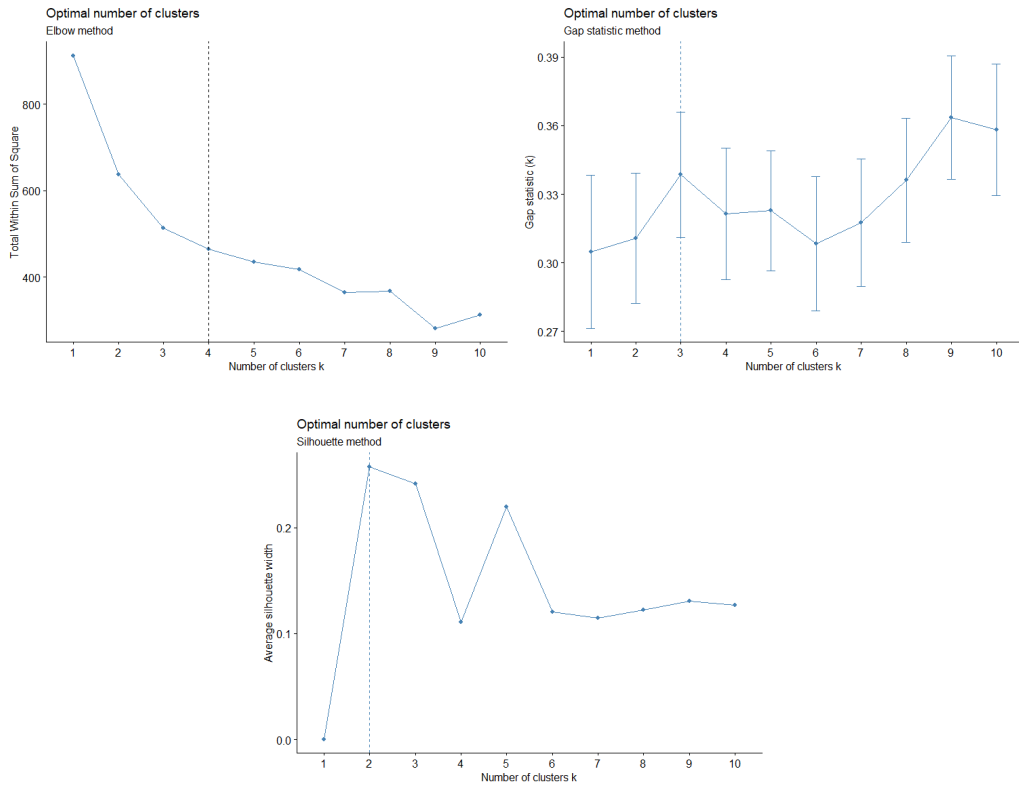 Optimal number of clusters
Elbow method
Total Within Sum of Square
800
600
400
1 2 3 4 5 6 7 8 9 10
Number of clusters k
Optimal number of clusters
Gap statistic method
Gap statistic (k)
0.39
0.36
0.33
0.30
0.27
1 2 3 4 5 6 7 8 9 10
Number of clusters k
Optimal number of clusters
Silhouette method
Average silhouette width
0.2
0.1
0.0
1 2 3 4 5 6 7 8 9 10
Number of clusters k